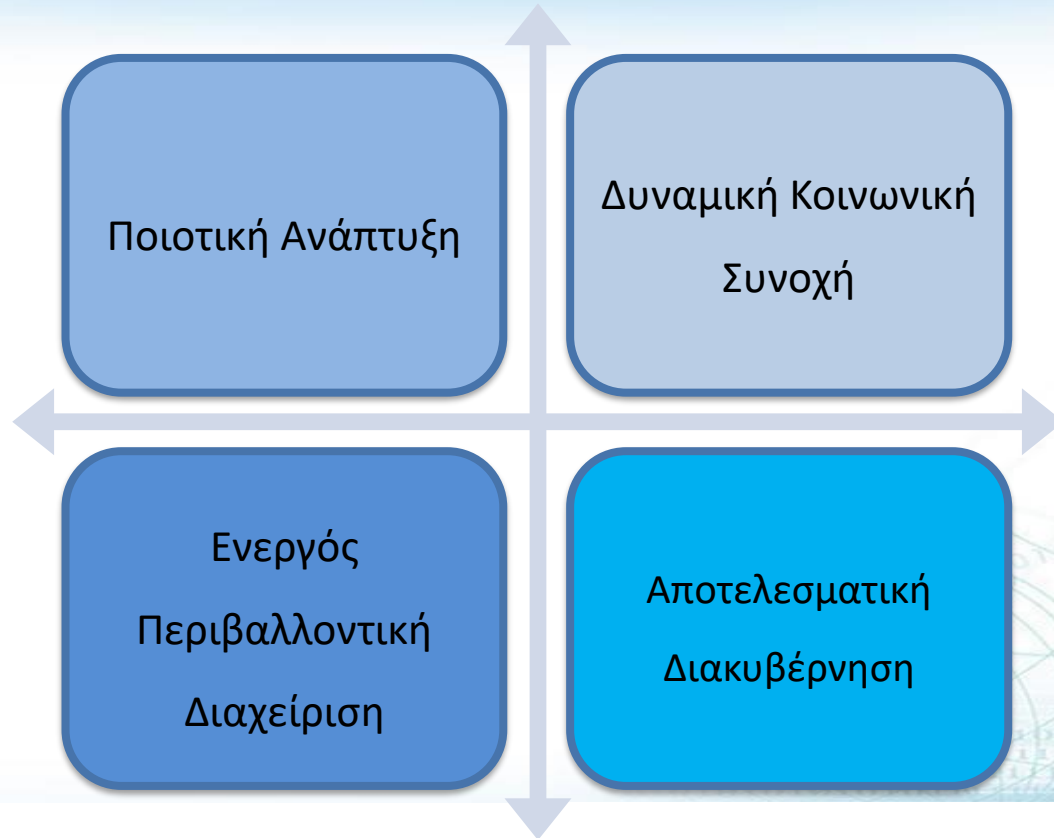 Ποιοτική Ανάπτυξη
Δυναμική Κοινωνική
Συνοχή
Ενεργός
Περιβαλλοντική
Διαχείριση
Αποτελεσματική
Διακυβέρνηση